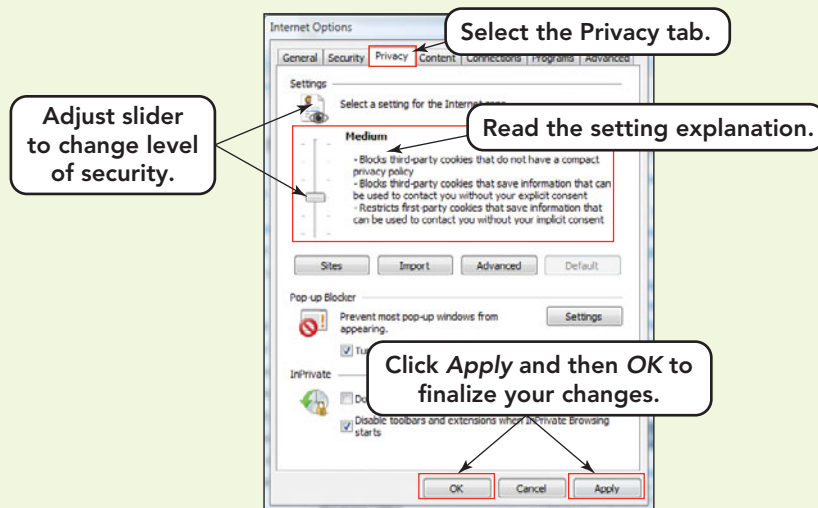 Internet Options
Select the Privacy tab.
General Security Privacy Content Connections Programs Advanced
Settings
Select a setting for the Internet
Adjust slider
to change level
of security.
Medium
Read the setting explanation.
- Blocks third-party cookies that do not have a compact
privacy policy
- Blocks third-party cookies that save information that can
be used to contact you without your explicit consent
- Restricts first-party cookies that save information that
can be used to contact you without your implicit consent
Sites Import Advanced Default
Pop-up Blocker
Prevent most pop-up windows from
appearing.
Settings
Click Apply and then OK to
finalize your changes.
InPrivate
Disable toolbars and extensions when InPrivate Browsing
starts
OK Cancel Apply